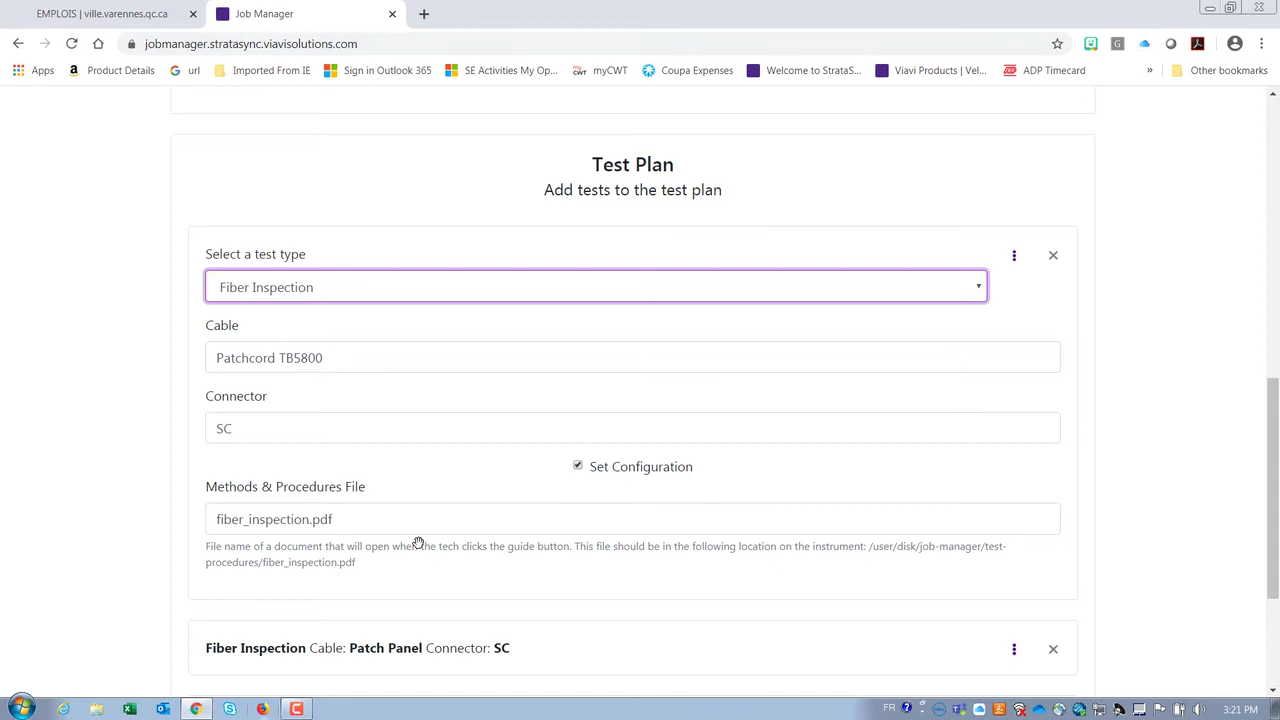 EMPLOIS | ville.varennes.qc.ca
Job Manager
jobmanager.stratasync.viavisolutions.com
Apps
Product Details
url
Imported From IE
Sign in Outlook 365
SE Activities My Op...
myCWT
Coupa Expenses
Welcome to StrataS...
Viavi Products | Vel...
ADP Timecard
»
Other bookmarks
Test Plan
Add tests to the test plan
Select a test type
Fiber Inspection
Cable
Patchcord TB5800
Connector
SC
Set Configuration
Methods & Procedures File
fiber_inspection.pdf
File name of a document that will open when the tech clicks the guide button. This file should be in the following location on the instrument: /user/disk/job-manager/test-
procedures/fiber_inspection.pdf
Fiber Inspection Cable: Patch Panel Connector: SC
FR
3:21 PM